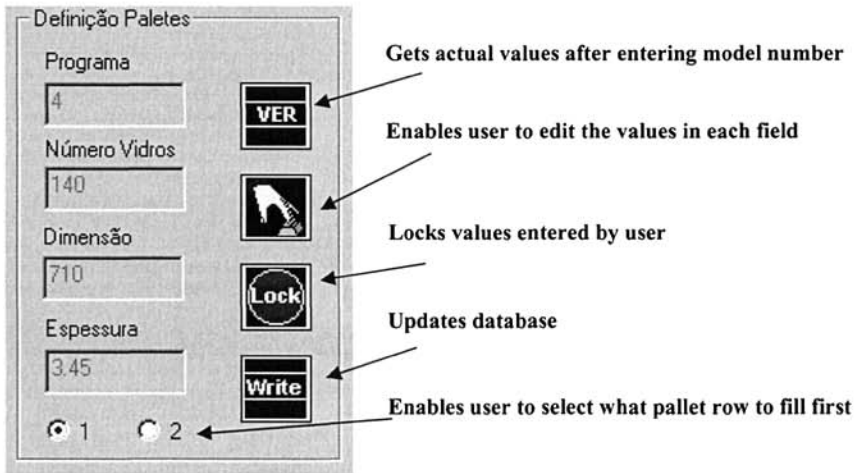 Definição Paletes
Programa
4
VER
Gets actual values after entering model number
Número Vidros
140
Enables user to edit the values in each field
Dimensão
710
Lock
Locks values entered by user
Espessura
3.45
Write
Updates database
1 2
Enables user to select what pallet row to fill first